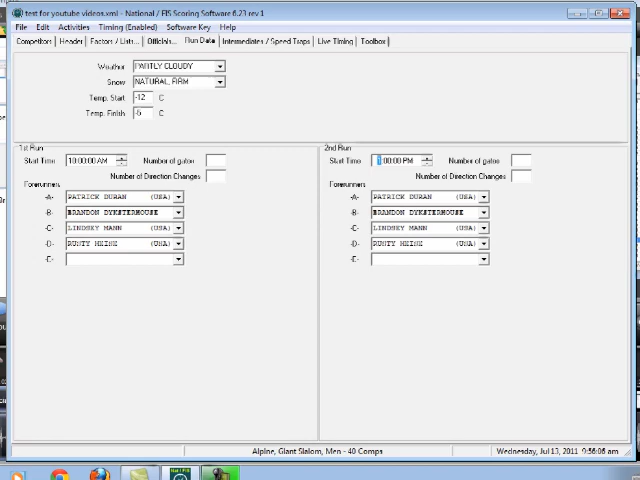 test for youtube videos.xml - National / FIS Scoring Software 6.23 rev 1
File Edit Activities Timing (Enabled) Software Key Help
Competitors Header Factors / Lists... Officials... Run Data Intermediates / Speed Traps Live Timing Toolbox
Weather PARTLY CLOUDY
Snow NATURAL, FIRM
Temp. Start -12 C
Temp. Finish -5 C
1st Run
Start Time 10:00:00 AM Number of gates
Number of Direction Changes
Forerunners
-A- PATRICK DURAN (USA)
-B- BRANDON DYKSTERHOUSE
-C- LINDSEY MANN (USA)
-D- RUSTY HEISE (USA)
-E-
2nd Run
Start Time 1:00:00 PM Number of gates
Number of Direction Changes
Forerunners
-A- PATRICK DURAN (USA)
-B- BRANDON DYKSTERHOUSE
-C- LINDSEY MANN (USA)
-D- RUSTY HEISE (USA)
-E-
Alpine, Giant Slalom, Men - 40 Comps Wednesday, Jul 13, 2011 9:56:06 am